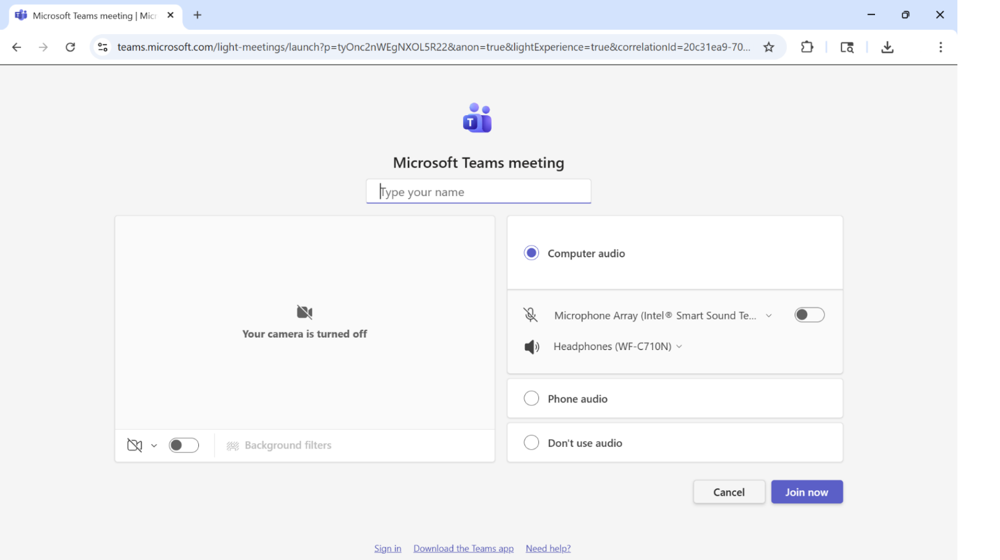 Microsoft Teams meeting | Micr
teams.microsoft.com/light-meetings/launch?p=tyOnc2nWEgNXOL5R22&anon=true&lightExperience=true&correlationId=20c31ea9-70...
T
Microsoft Teams meeting
Type your name
Your camera is turned off
Background filters
Computer audio
Microphone Array (Intel® Smart Sound Te...
Headphones (WF-C710N)
Phone audio
Don't use audio
Cancel
Join now
Sign in
Download the Teams app
Need help?